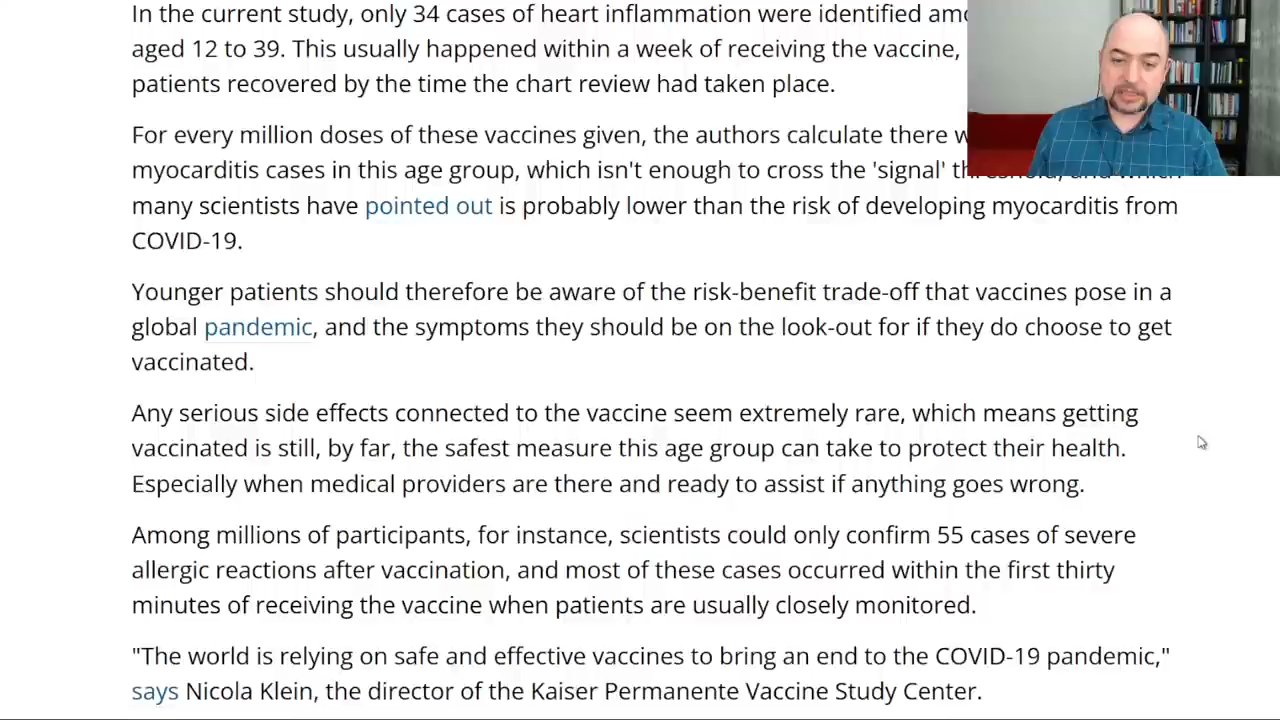 In the current study, only 34 cases of heart inflammation were identified
aged 12 to 39. This usually happened within a week of receiving the vaccine,
patients recovered by the time the chart review had taken place.
For every million doses of these vaccines given, the authors calculate there
myocarditis cases in this age group, which isn't enough to cross the 'signal'
many scientists have pointed out is probably lower than the risk of developing myocarditis from
COVID-19.
Younger patients should therefore be aware of the risk-benefit trade-off that vaccines pose in a
global pandemic, and the symptoms they should be on the look-out for if they do choose to get
vaccinated.
Any serious side effects connected to the vaccine seem extremely rare, which means getting
vaccinated is still, by far, the safest measure this age group can take to protect their health.
Especially when medical providers are there and ready to assist if anything goes wrong.
Among millions of participants, for instance, scientists could only confirm 55 cases of severe
allergic reactions after vaccination, and most of these cases occurred within the first thirty
minutes of receiving the vaccine when patients are usually closely monitored.
"The world is relying on safe and effective vaccines to bring an end to the COVID-19 pandemic,"
says Nicola Klein, the director of the Kaiser Permanente Vaccine Study Center.